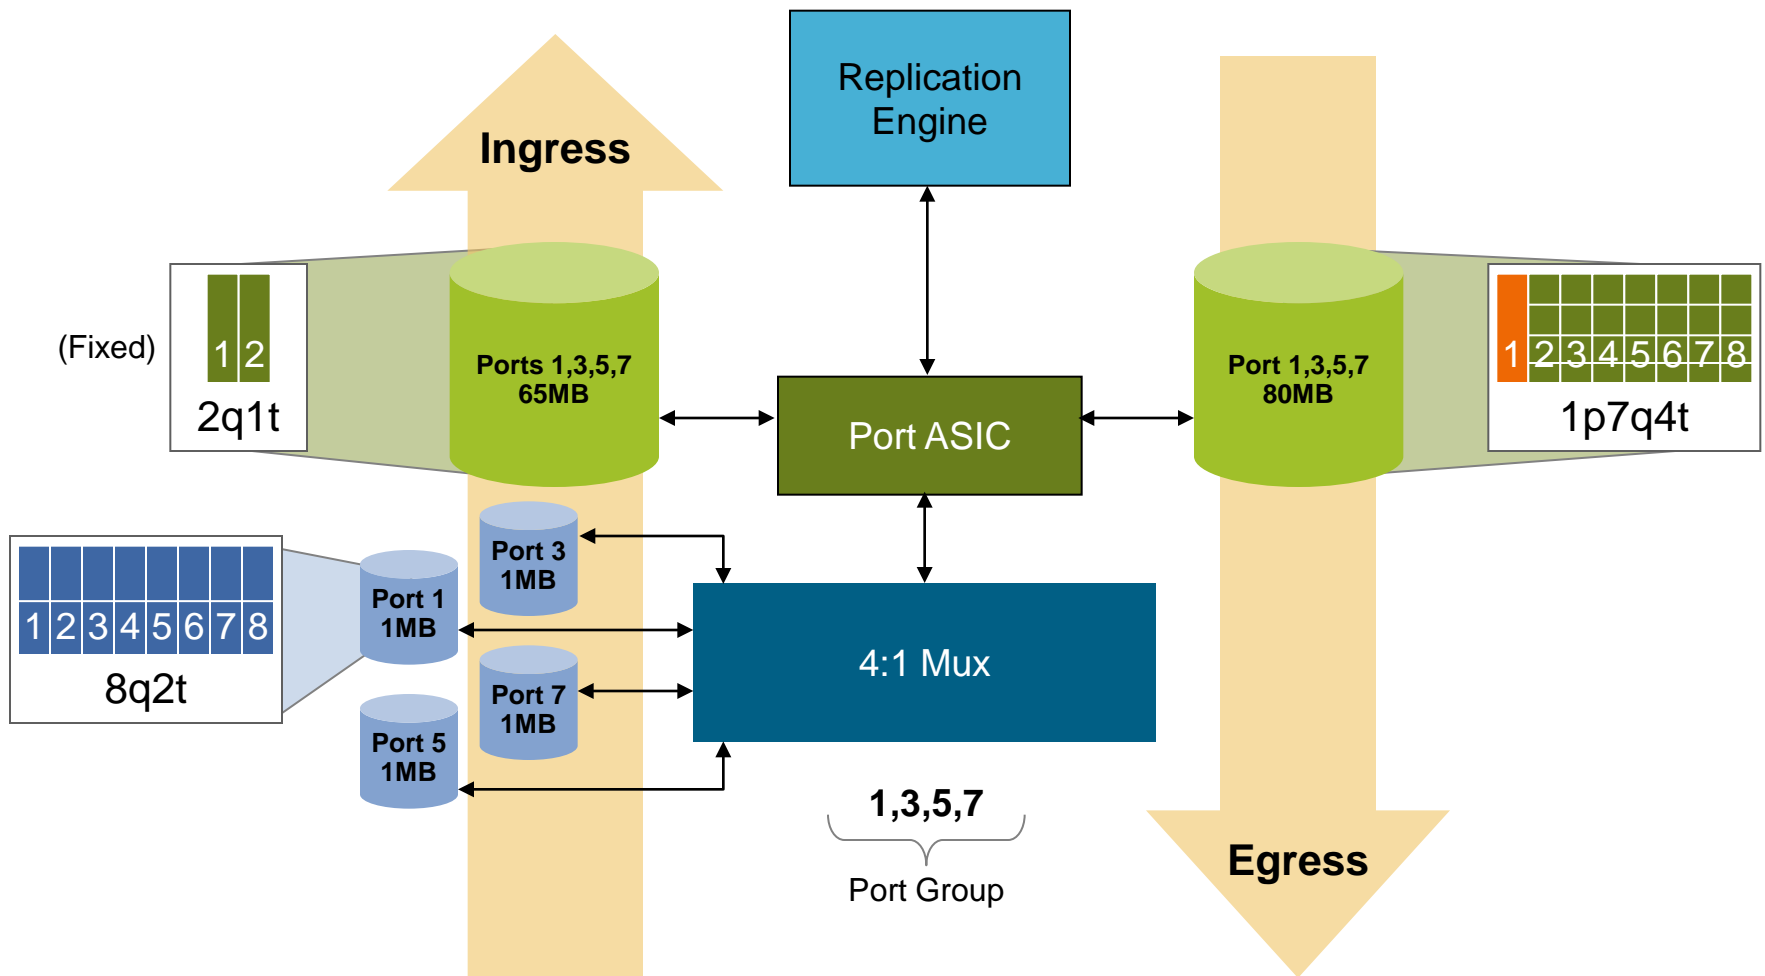 Replication
Engine
Ingress
(Fixed)
1 2
2q1t
Ports 1,3,5,7
65MB
Port ASIC
Port 1,3,5,7
80MB
1 2 3 4 5 6 7 8
1p7q4t
Port 3
1MB
Port 1
1MB
1 2 3 4 5 6 7 8
8q2t
Port 7
1MB
Port 5
1MB
4:1 Mux
1,3,5,7
Port Group
Egress